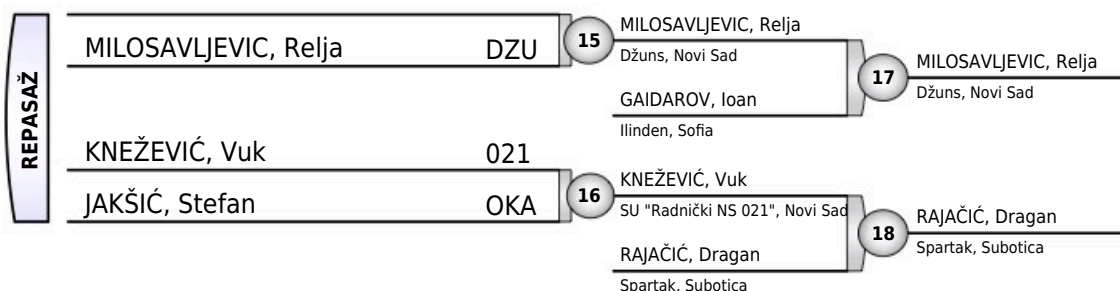 REPASAŽ
MILOSAVLJEVIC, Relja DZU
KNEŽEVIĆ, Vuk 021
JAKŠIĆ, Stefan OKA
15
MILOSAVLJEVIC, Relja
Džuns, Novi Sad
GAIDAROV, Ioan
Ilinden, Sofia
16
KNEŽEVIĆ, Vuk
SU "Radnički NS 021", Novi Sad
RAJAČIĆ, Dragan
Spartak, Subotica
17
MILOSAVLJEVIC, Relja
Džuns, Novi Sad
18
RAJAČIĆ, Dragan
Spartak, Subotica